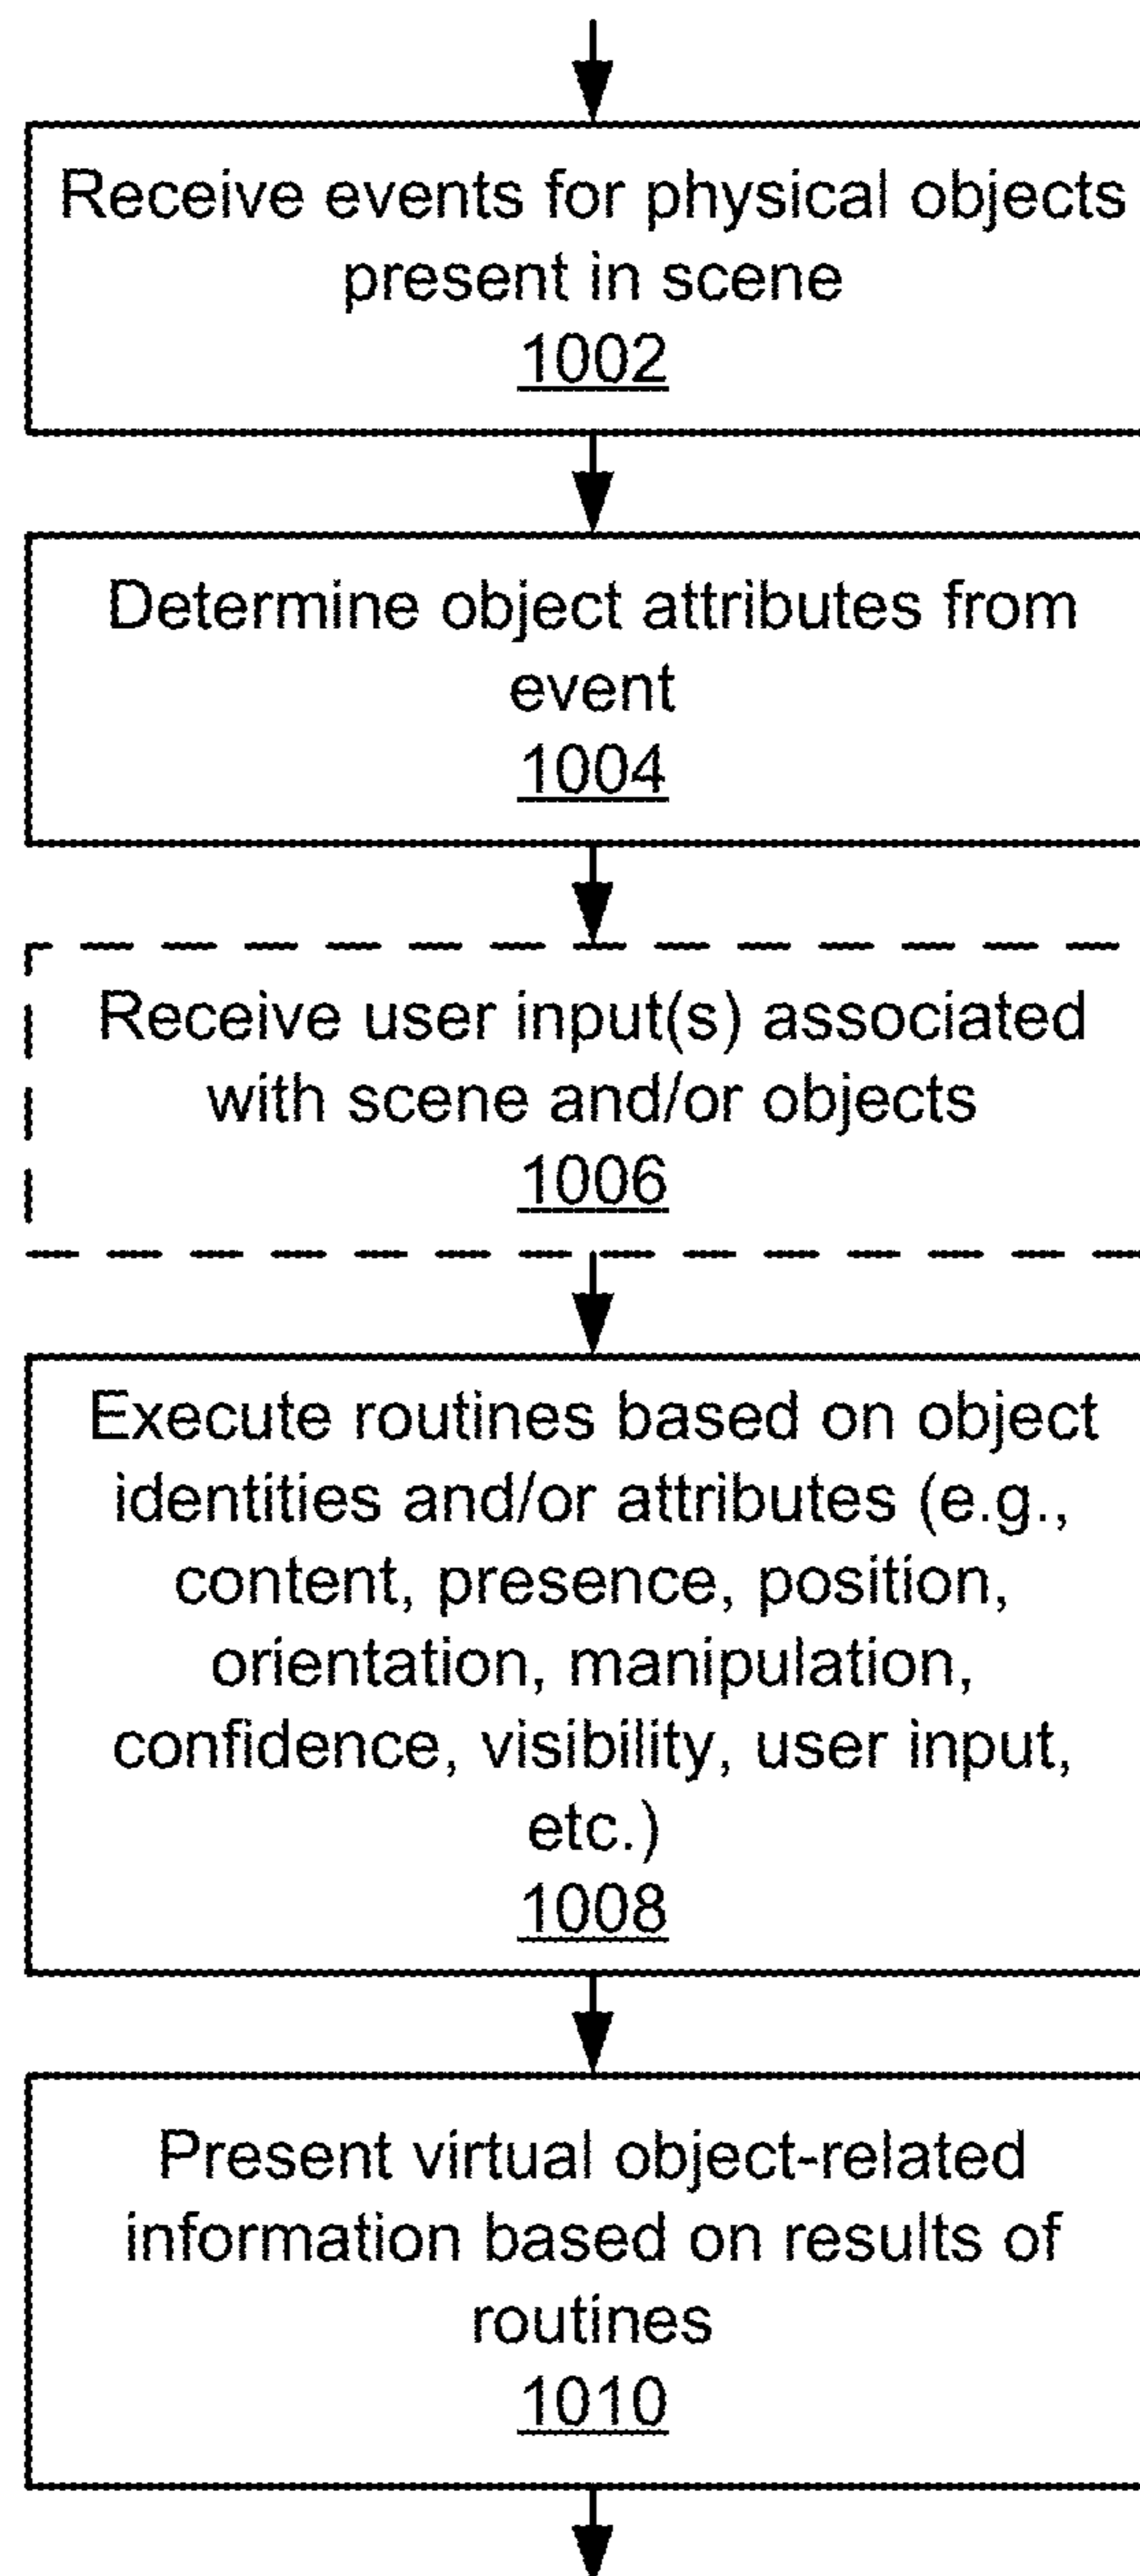 Receive events for physical objects
present in scene
1002
Determine object attributes from
event
1004
Receive user input(s) associated
with scene and/or objects
1006
Execute routines based on object
identities and/or attributes (e.g.,
content, presence, position,
orientation, manipulation,
confidence, visibility, user input,
etc.)
1008
Present virtual object-related
information based on results of
routines
1010